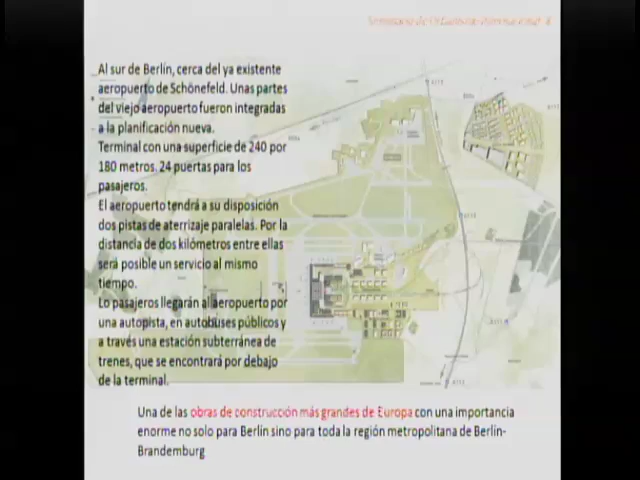 Al sur de Berlín, cerca del ya existente
aeropuerto de Schönefeld. Unas partes
del viejo aeropuerto fueron integradas
a la planificación nueva.
Terminal con una superficie de 240 por
180 metros. 24 puertas para los
pasajeros.
El aeropuerto tendrá a su disposición
dos pistas de aterrizaje paralelas. Por la
distancia de dos kilómetros entre ellas
será posible un servicio al mismo
tiempo.
Lo pasajeros llegarán al aeropuerto por
una autopista, en autobuses públicos y
a través una estación subterránea de
trenes, que se encontrará por debajo
de la terminal.
Una de las obras de construcción más grandes de Europa con una importancia
enorme no solo para Berlín sino para toda la región metropolitana de Berlín-
Brandemburg